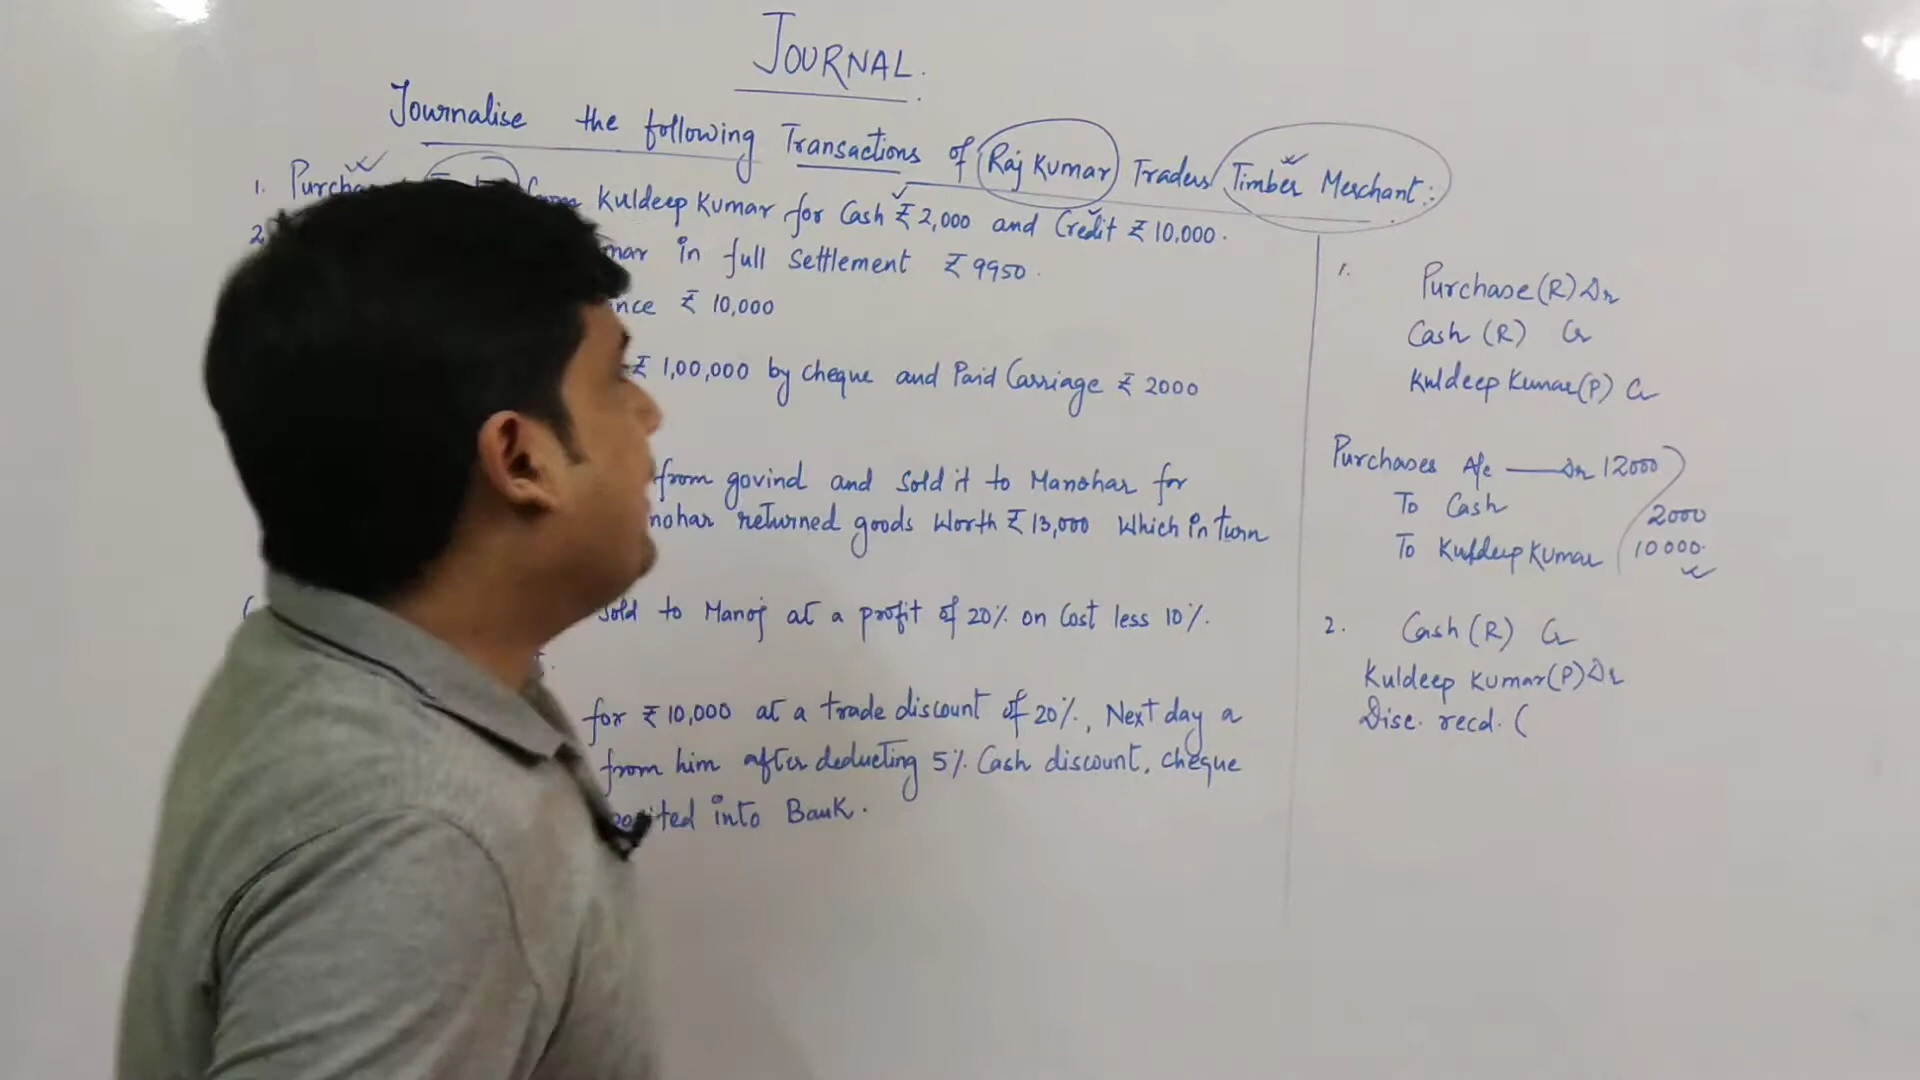 JOURNAL.
Journalise the following Transactions of Raj Kumar Traders Timber Merchant:
1. Purcha from Kuldeep Kumar for Cash ₹ 2,000 and Credit ₹ 10,000.
2. mar in full Settlement ₹ 9950.
nce ₹ 10,000
₹ 1,00,000 by cheque and Paid Carriage ₹ 2000
from govind and sold it to Manohar for
nohar returned goods Worth ₹ 13,000 Which in turn
sold to Manoj at a profit of 20% on Cost less 10%.
t.
for ₹ 10,000 at a trade discount of 20%, Next day a
from him after deducting 5% Cash discount, cheque
posited into Bank.
1. Purchase (R) Dr
Cash (R) Cr
Kuldeep Kumar (P) Cr
Purchases A/c Dr 12000
To Cash 2000
To Kuldeep Kumar 10000
2. Cash (R) Cr
Kuldeep Kumar (P) Dr
Disc. recd. (